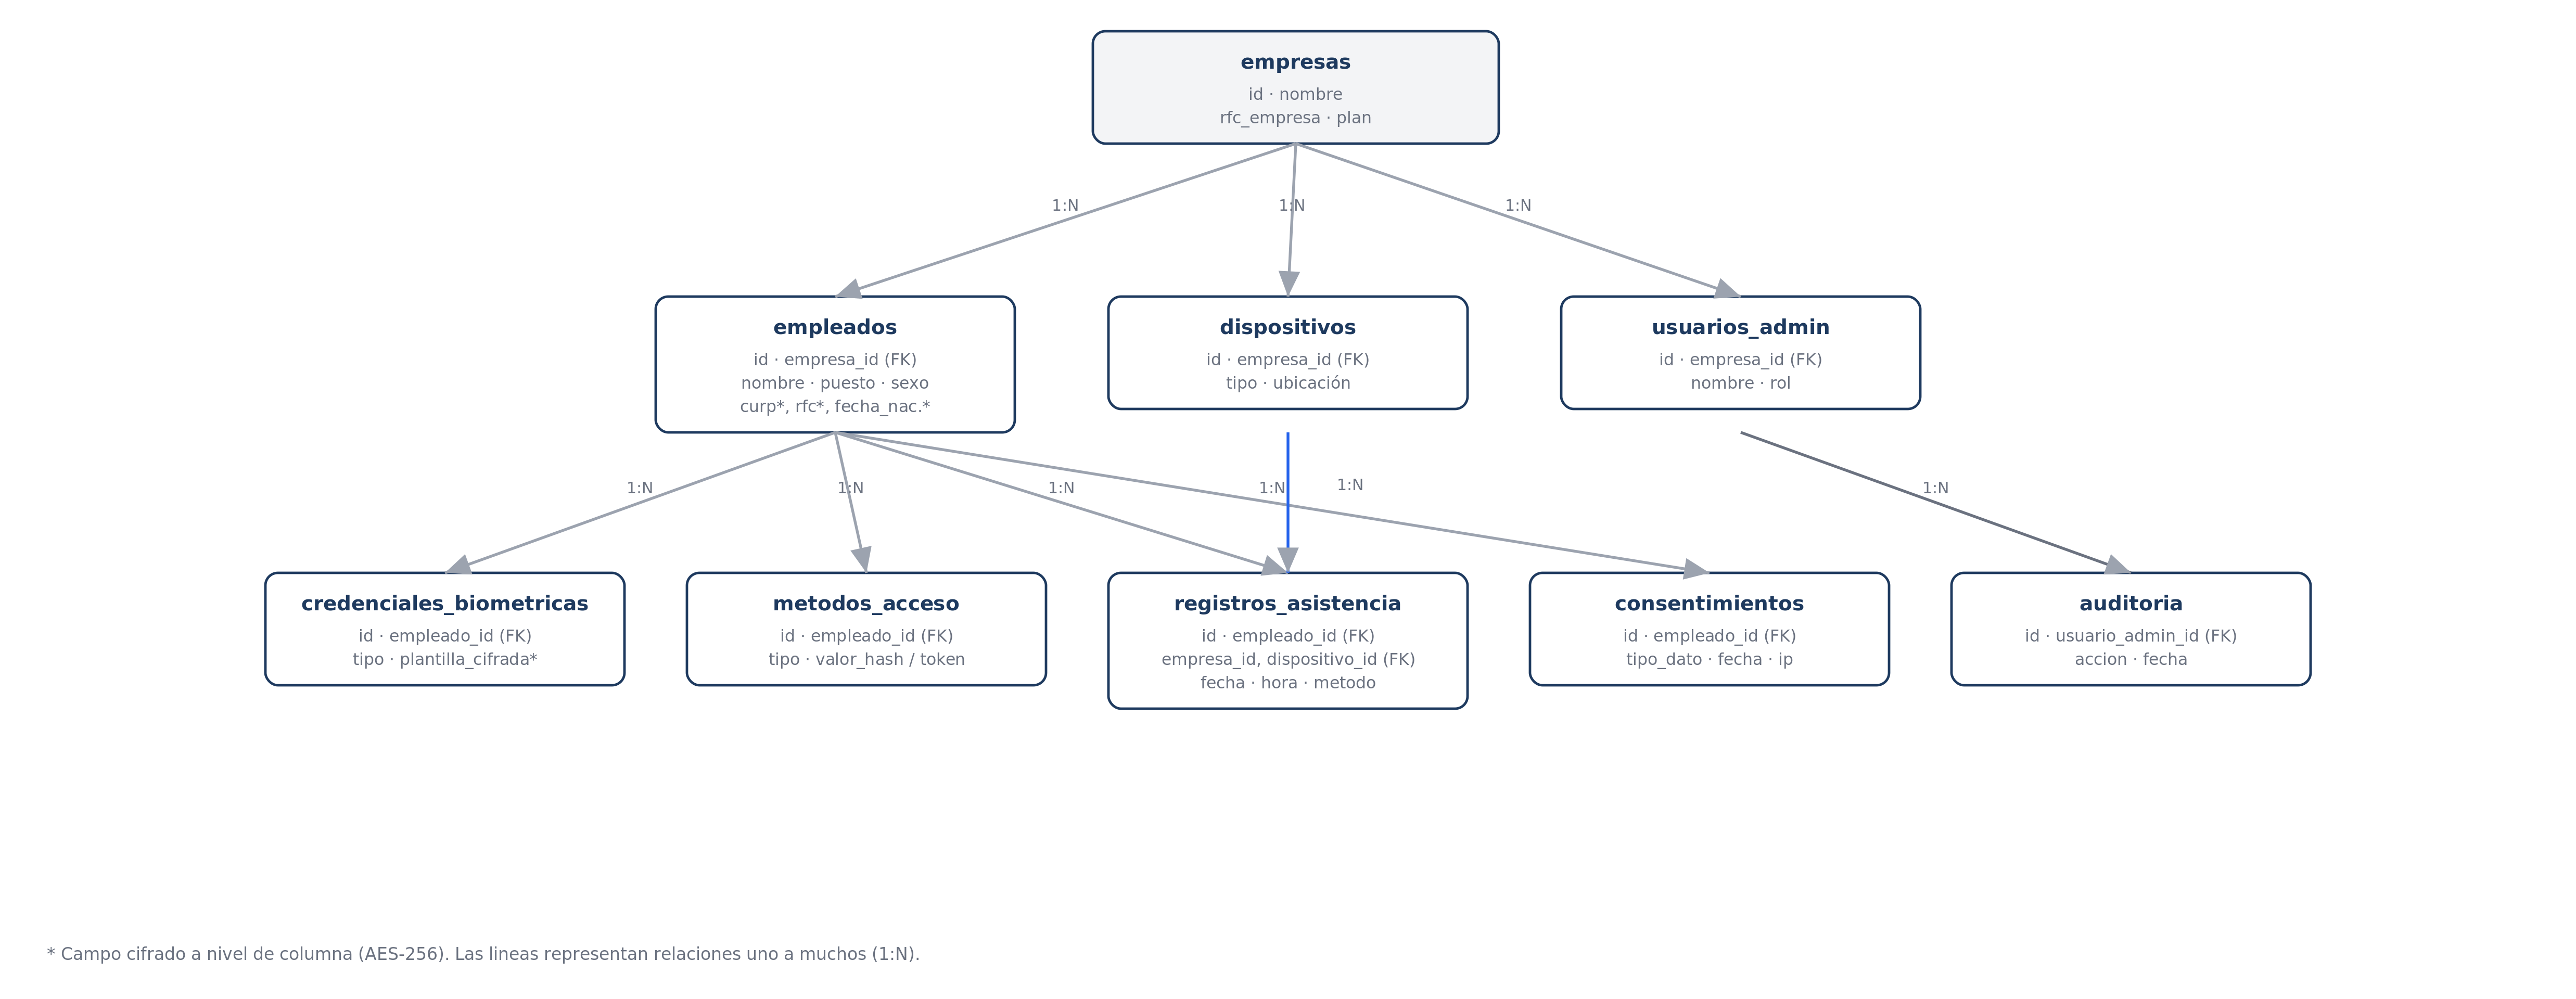 empresas
id · nombre
rfc_empresa · plan
1:N
1:N
1:N
empleados
id · empresa_id (FK)
nombre · puesto · sexo
curp*, rfc*, fecha_nac.*
dispositivos
id · empresa_id (FK)
tipo · ubicación
usuarios_admin
id · empresa_id (FK)
nombre · rol
1:N
1:N
1:N
1:N
1:N
1:N
credenciales_biometricas
id · empleado_id (FK)
tipo · plantilla_cifrada*
metodos_acceso
id · empleado_id (FK)
tipo · valor_hash / token
registros_asistencia
id · empleado_id (FK)
empresa_id, dispositivo_id (FK)
fecha · hora · metodo
consentimientos
id · empleado_id (FK)
tipo_dato · fecha · ip
auditoria
id · usuario_admin_id (FK)
accion · fecha
* Campo cifrado a nivel de columna (AES-256). Las lineas representan relaciones uno a muchos (1:N).